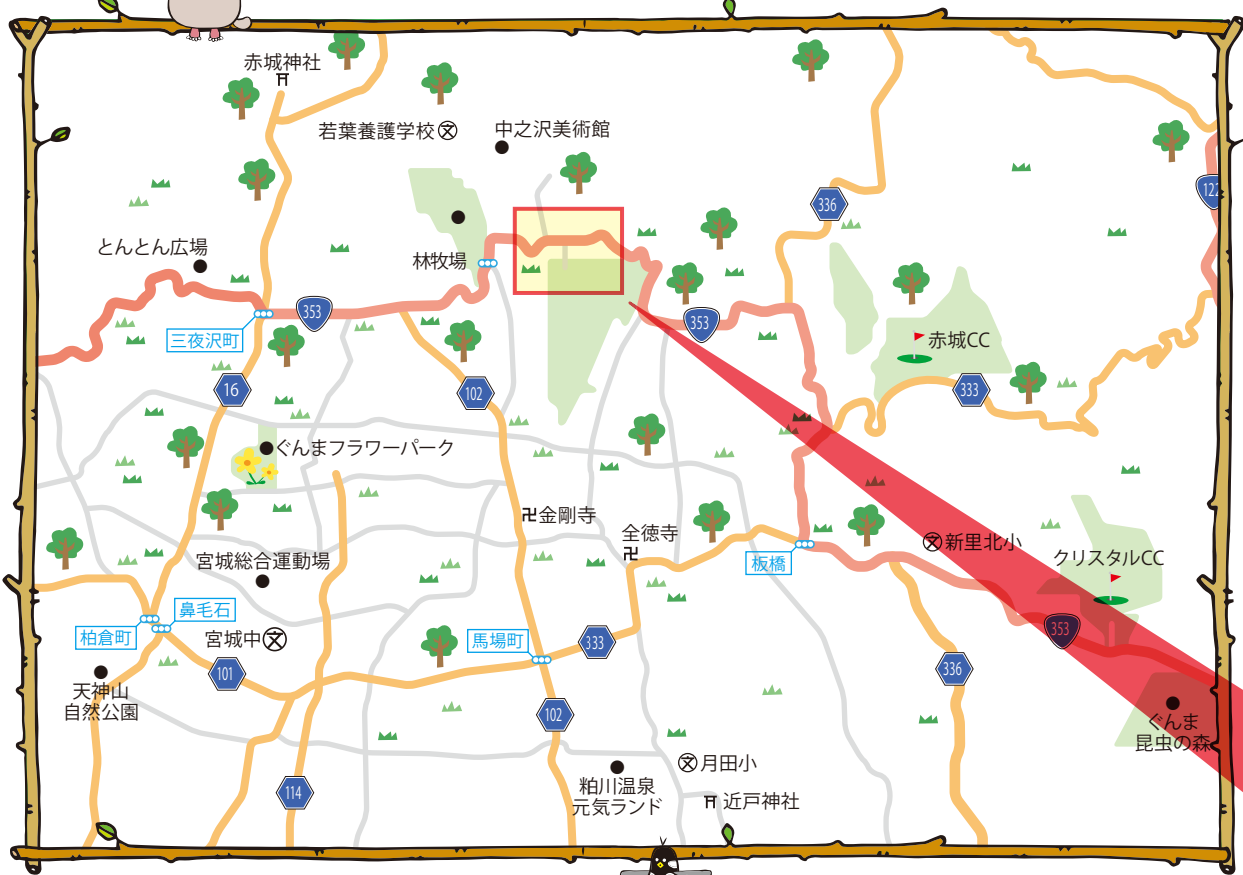 赤城神社
若葉養護学校 文
中之沢美術館
122
336
とんとん広場
林牧場
353
353
三夜沢町
赤城CC
16
102
333
ぐんまフラワーパーク
卍金剛寺
全徳寺
卍
板橋
文 新里北小
クリスタルCC
宮城総合運動場
鼻毛石
柏倉町
宮城中 文
馬場町
333
353
101
336
天神山
自然公園
102
ぐんま
昆虫の森
114
粕川温泉
元気ランド
文 月田小
近戸神社